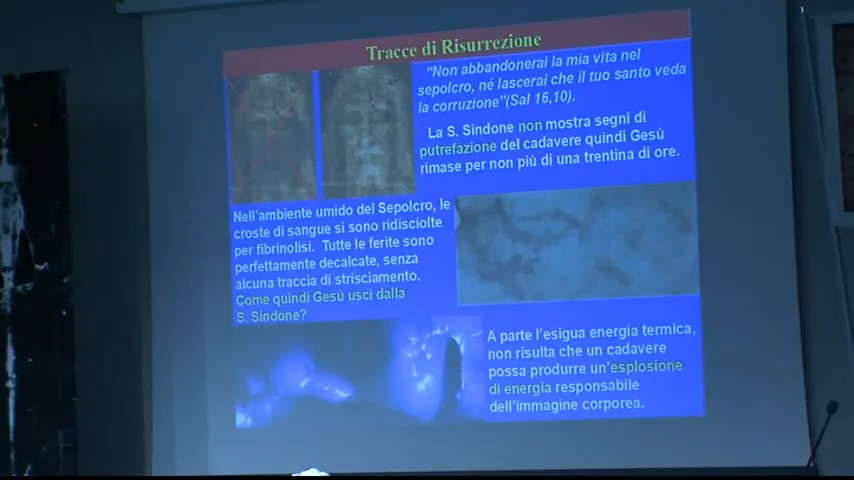 Tracce di Risurrezione
"Non abbandonerai la mia vita nel
sepolcro, né lascerai che il tuo santo veda
la corruzione"(Sal 16,10).
La S. Sindone non mostra segni di
putrefazione del cadavere quindi Gesù
rimase per non più di una trentina di ore.
Nell'ambiente umido del Sepolcro, le
croste di sangue si sono ridisciolte
per fibrinolisi. Tutte le ferite sono
perfettamente decalcate, senza
alcuna traccia di strisciamento.
Come quindi Gesù uscì dalla
S. Sindone?
A parte l'esigua energia termica,
non risulta che un cadavere
possa produrre un'esplosione
di energia responsabile
dell'immagine corporea.